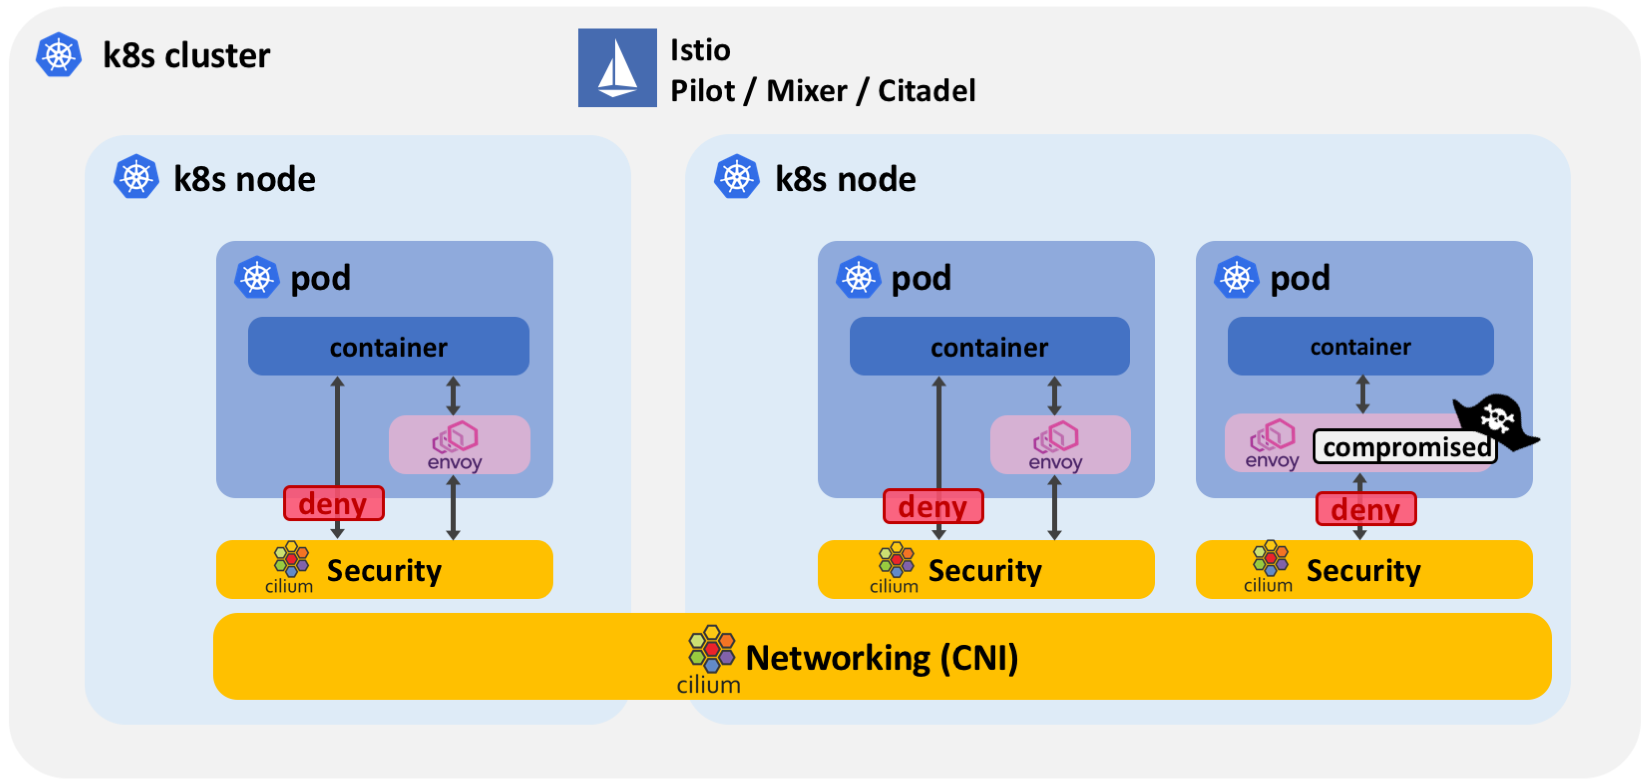 k8s cluster
Istio
Pilot / Mixer / Citadel
k8s node
k8s node
pod
pod
pod
container
container
container
envoy
envoy
envoy
compromised
deny
deny
deny
cilium
Security
cilium
Security
cilium
Security
cilium
Networking (CNI)